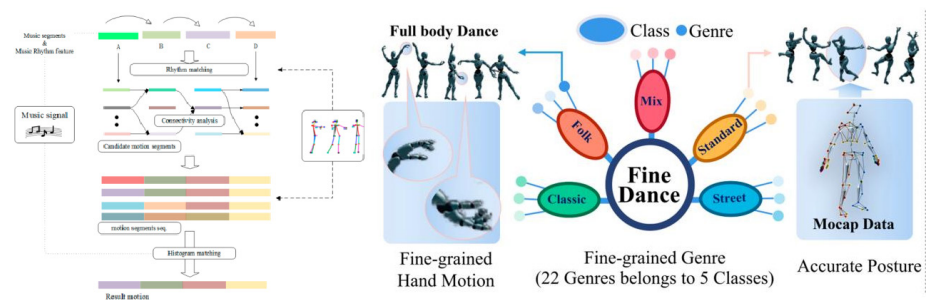 Music segments
&
Music Rhythm feature
A
B
C
D
Rhythm matching
Music signal
Connectivity analysis
Candidate motion segments
motion segments seq.
Histogram matching
Result motion
Full body Dance
Class
Genre
Mix
Folk
Standard
Fine
Dance
Classic
Street
Mocap Data
Fine-grained
Hand Motion
Fine-grained Genre
(22 Genres belongs to 5 Classes)
Accurate Posture